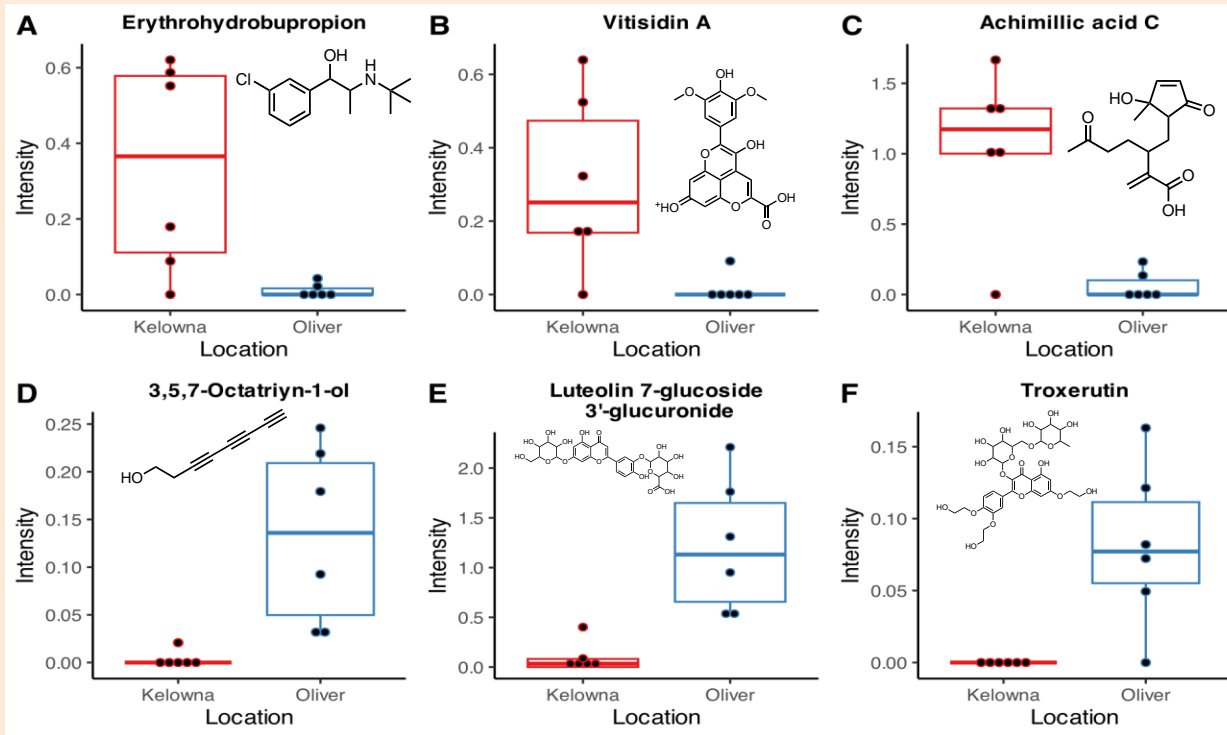 A
Erythrohydrobupropion
Intensity
0.6
0.4
0.2
0.0
Cl
OH
H
N
Kelowna
Oliver
Location
B
Vitisidin A
Intensity
0.6
0.4
0.2
0.0
OH
O
O
OH
O
+HO
O
OH
O
Kelowna
Oliver
Location
C
Achimillic acid C
Intensity
1.5
1.0
0.5
0.0
HO
O
O
O
OH
Kelowna
Oliver
Location
D
3,5,7-Octatriyn-1-ol
Intensity
0.25
0.20
0.15
0.10
0.05
0.00
HO
Kelowna
Oliver
Location
E
Luteolin 7-glucoside
3'-glucuronide
Intensity
2.0
1.5
1.0
0.5
0.0
Kelowna
Oliver
Location
F
Troxerutin
Intensity
0.15
0.10
0.05
0.00
Kelowna
Oliver
Location